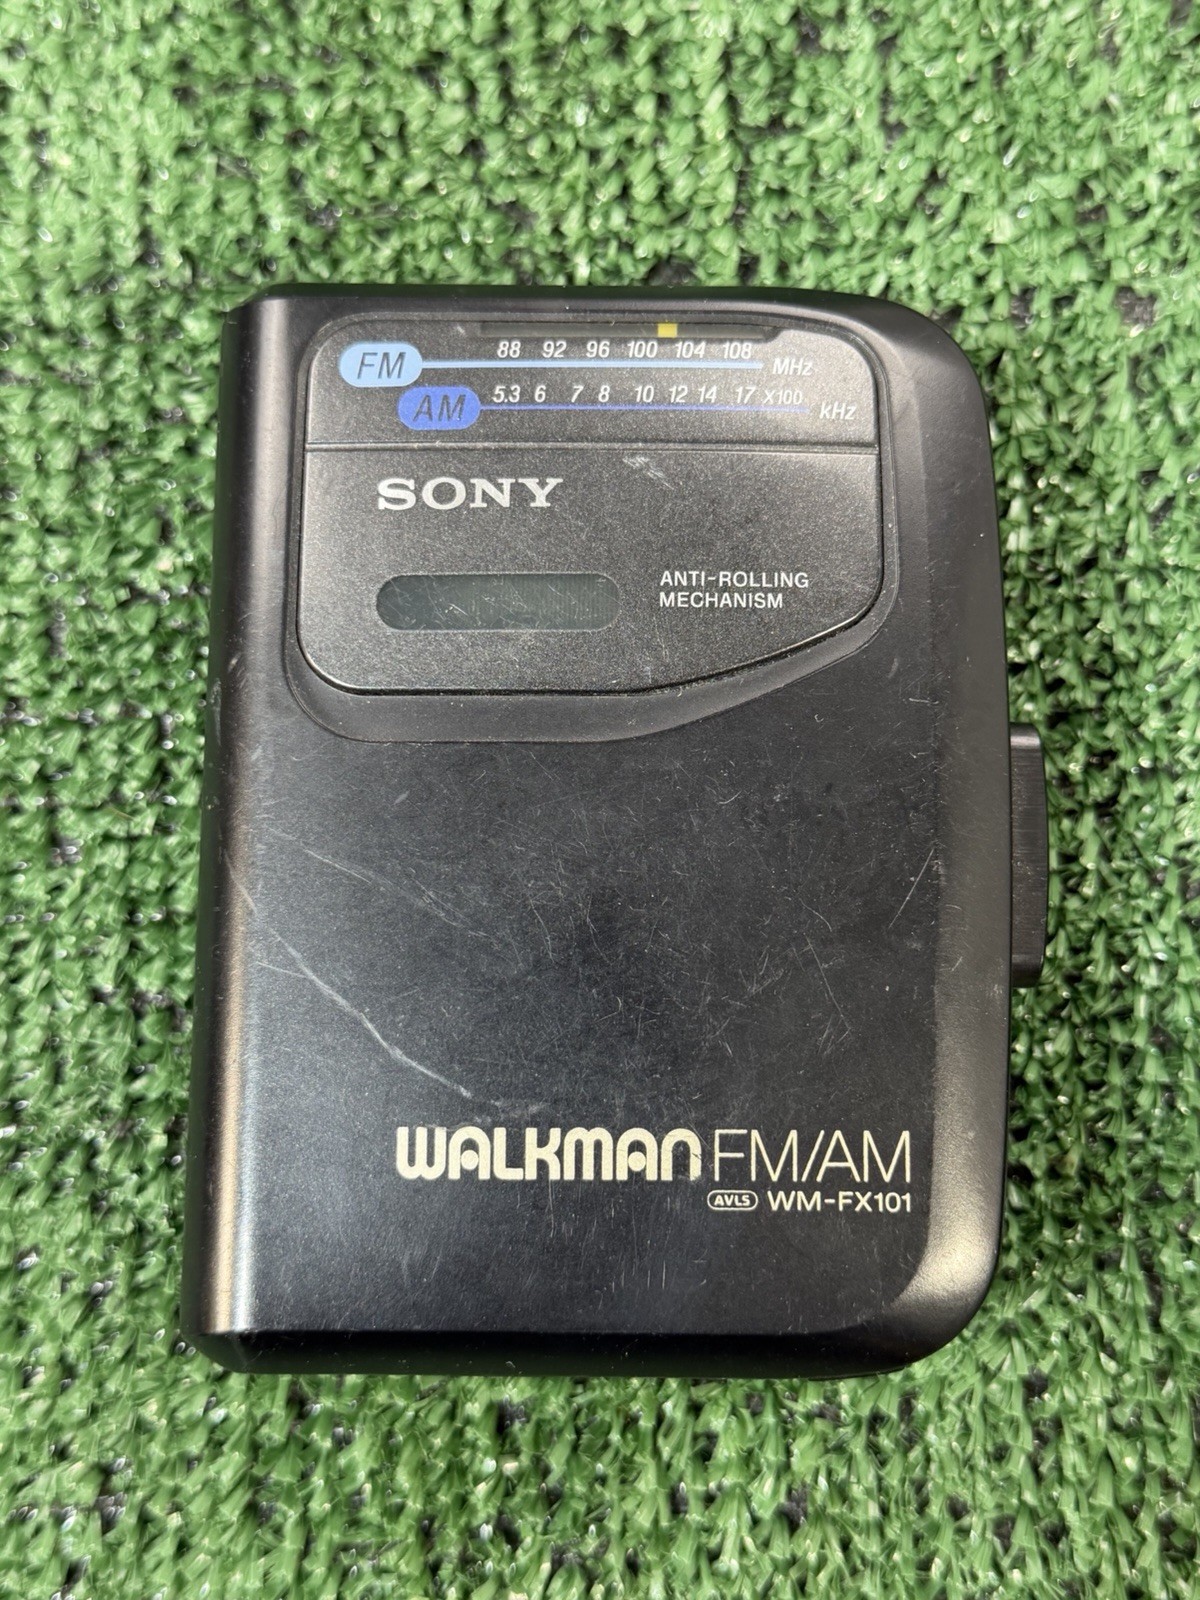 FM 88 92 96 100 104 108 MHz
AM 5.3 6 7 8 10 12 14 17 X100 kHz
SONY
ANTI-ROLLING
MECHANISM
WALKMAN FM/AM
AVLS WM-FX101